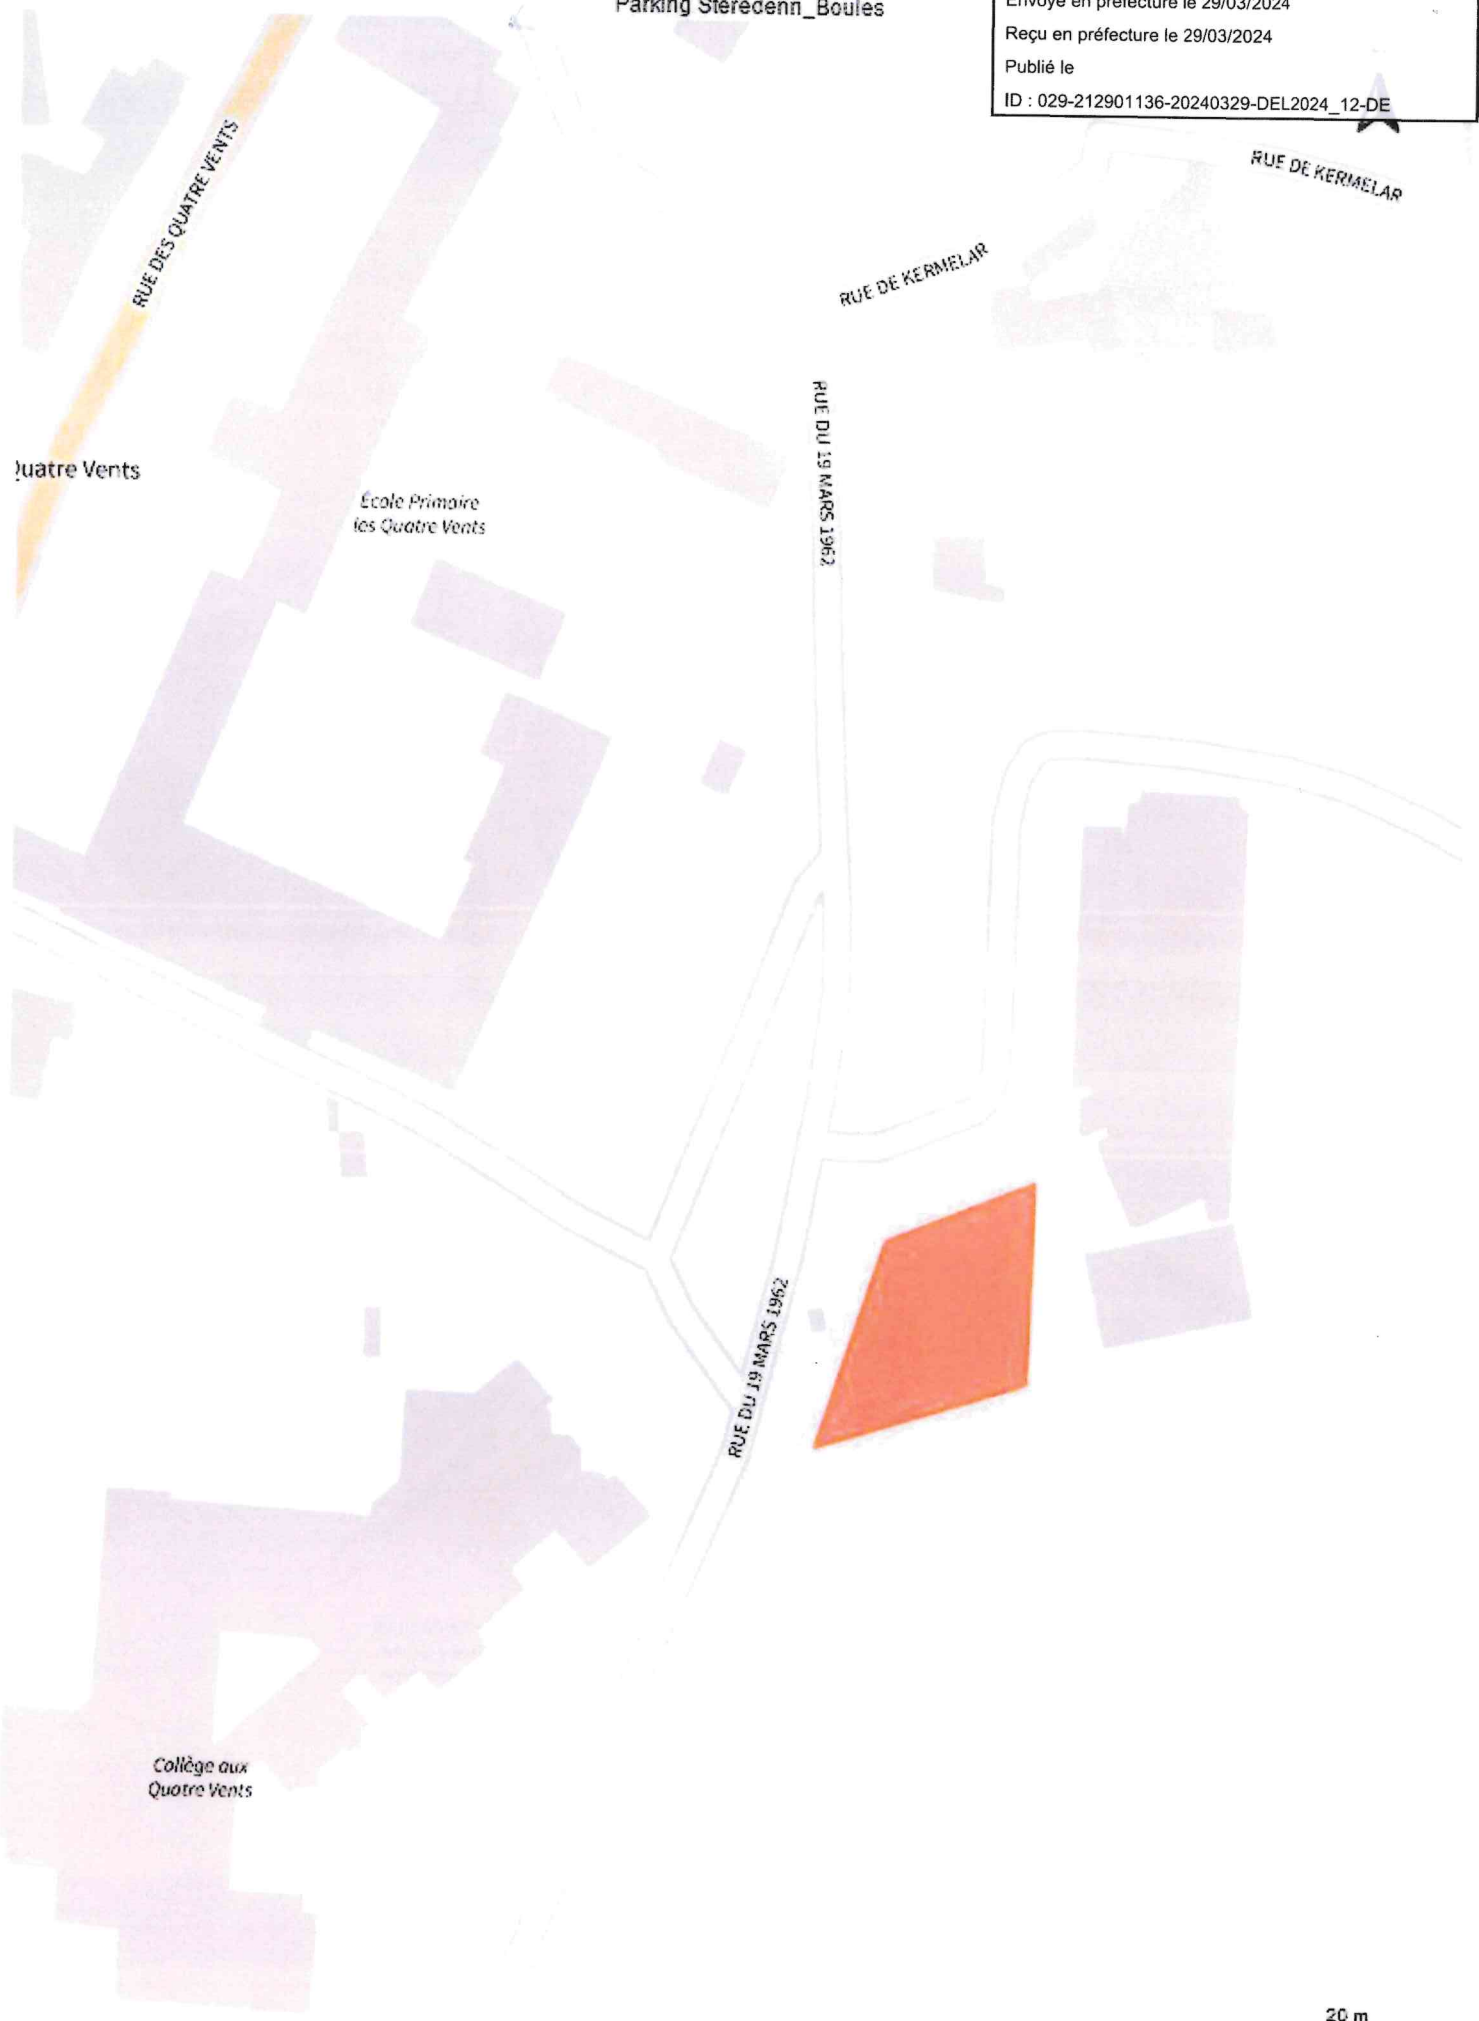 Parking Steredenn_Boules
Envoyé en préfecture le 29/03/2024
Reçu en préfecture le 29/03/2024
Publié le
ID : 029-212901136-20240329-DEL2024_12-DE
RUE DE KERMELAR
RUE DE KERMELAR
RUE DES QUATRE VENTS
RUE DU 19 MARS 1962
Quatre Vents
École Primaire
les Quatre Vents
RUE DU 19 MARS 1962
Collège aux
Quatre Vents
20 m